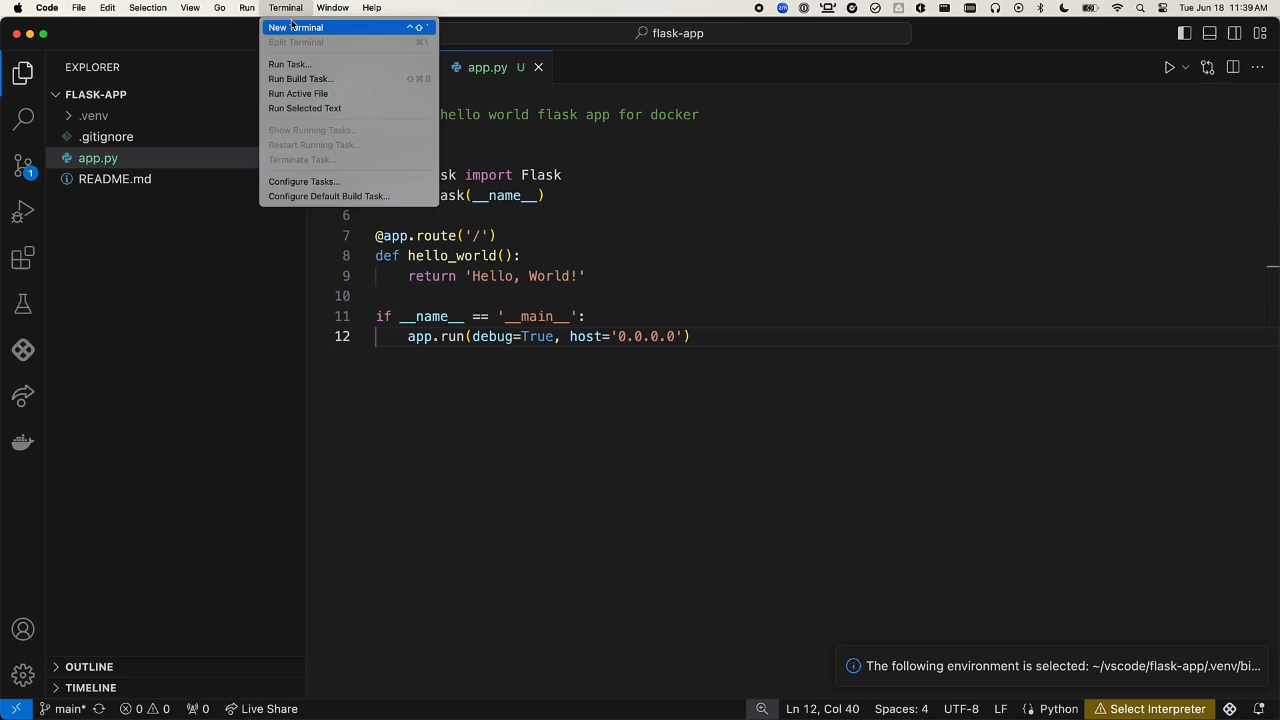 Code File Edit Selection View Go Run Terminal Window Help Tue Jun 18 11:39 AM
New Terminal ^⇧`
Split Terminal ⌘\
Run Task...
Run Build Task... ⇧⌘B
Run Active File
Run Selected Text
Show Running Tasks...
Restart Running Task...
Terminate Task...
Configure Tasks...
Configure Default Build Task...
flask-app
EXPLORER
FLASK-APP
.venv
.gitignore
app.py
README.md
OUTLINE
TIMELINE
1
app.py U
hello world flask app for docker
sk import Flask
ask(__name__)
6
7 @app.route('/')
8 def hello_world():
9 return 'Hello, World!'
10
11 if __name__ == '__main__':
12 app.run(debug=True, host='0.0.0.0')
The following environment is selected: ~/vscode/flask-app/.venv/bi...
main* 0 0 0 Live Share Ln 12, Col 40 Spaces: 4 UTF-8 LF Python Select Interpreter